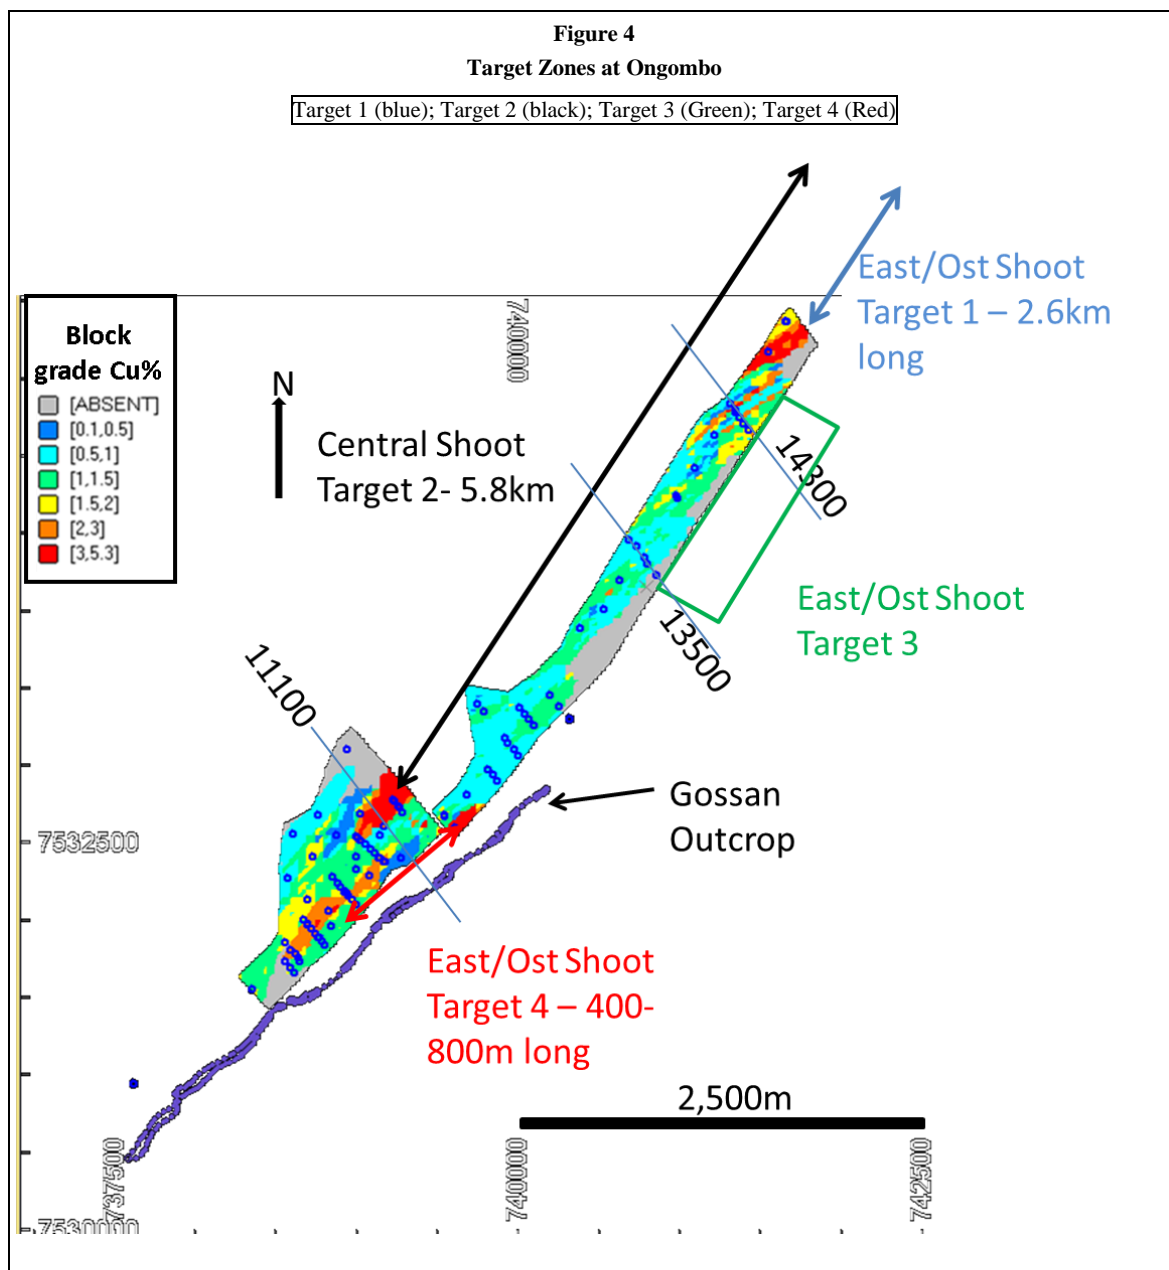 Figure 4
Target Zones at Ongombo
Target 1 (blue); Target 2 (black); Target 3 (Green); Target 4 (Red)
East/Ost Shoot
Target 1 – 2.6km
long
Block
grade Cu%
[ABSENT]
[0.1,0.5]
[0.5,1]
[1,1.5]
[1.5,2]
[2,3]
[3,5.3]
N
740000
Central Shoot
Target 2- 5.8km
14300
East/Ost Shoot
Target 3
13500
11100
Gossan
Outcrop
7532500
East/Ost Shoot
Target 4 – 400-
800m long
2,500m
737500
740000
742500
7530000